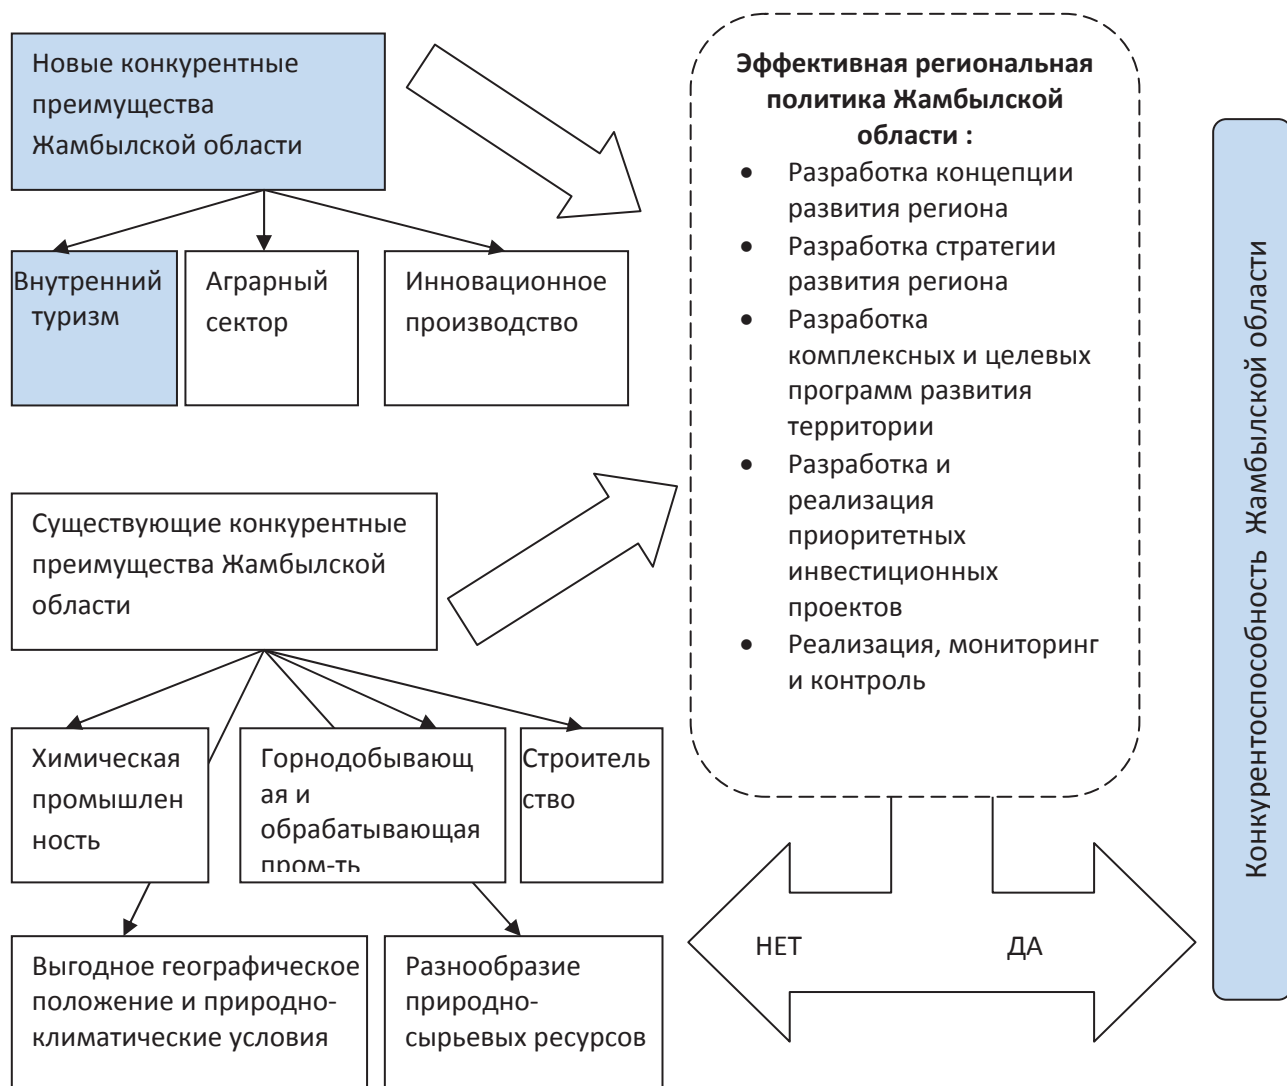 Новые конкурентные
преимущества
Жамбылской области
Внутренний
туризм
Аграрный
сектор
Инновационное
производство
Существующие конкурентные
преимущества Жамбылской
области
Химическая
промышлен
ность
Горнодобывающ
ая и
обрабатывающая
пром-ть
Строитель
ство
Выгодное географическое
положение и природно-
климатические условия
Разнообразие
природно-
сырьевых ресурсов
Эффективная региональная
политика Жамбылской
области :
• Разработка концепции
развития региона
• Разработка стратегии
развития региона
• Разработка
комплексных и целевых
программ развития
территории
• Разработка и
реализация
приоритетных
инвестиционных
проектов
• Реализация, мониторинг
и контроль
НЕТ
ДА
Конкурентоспособность Жамбылской области